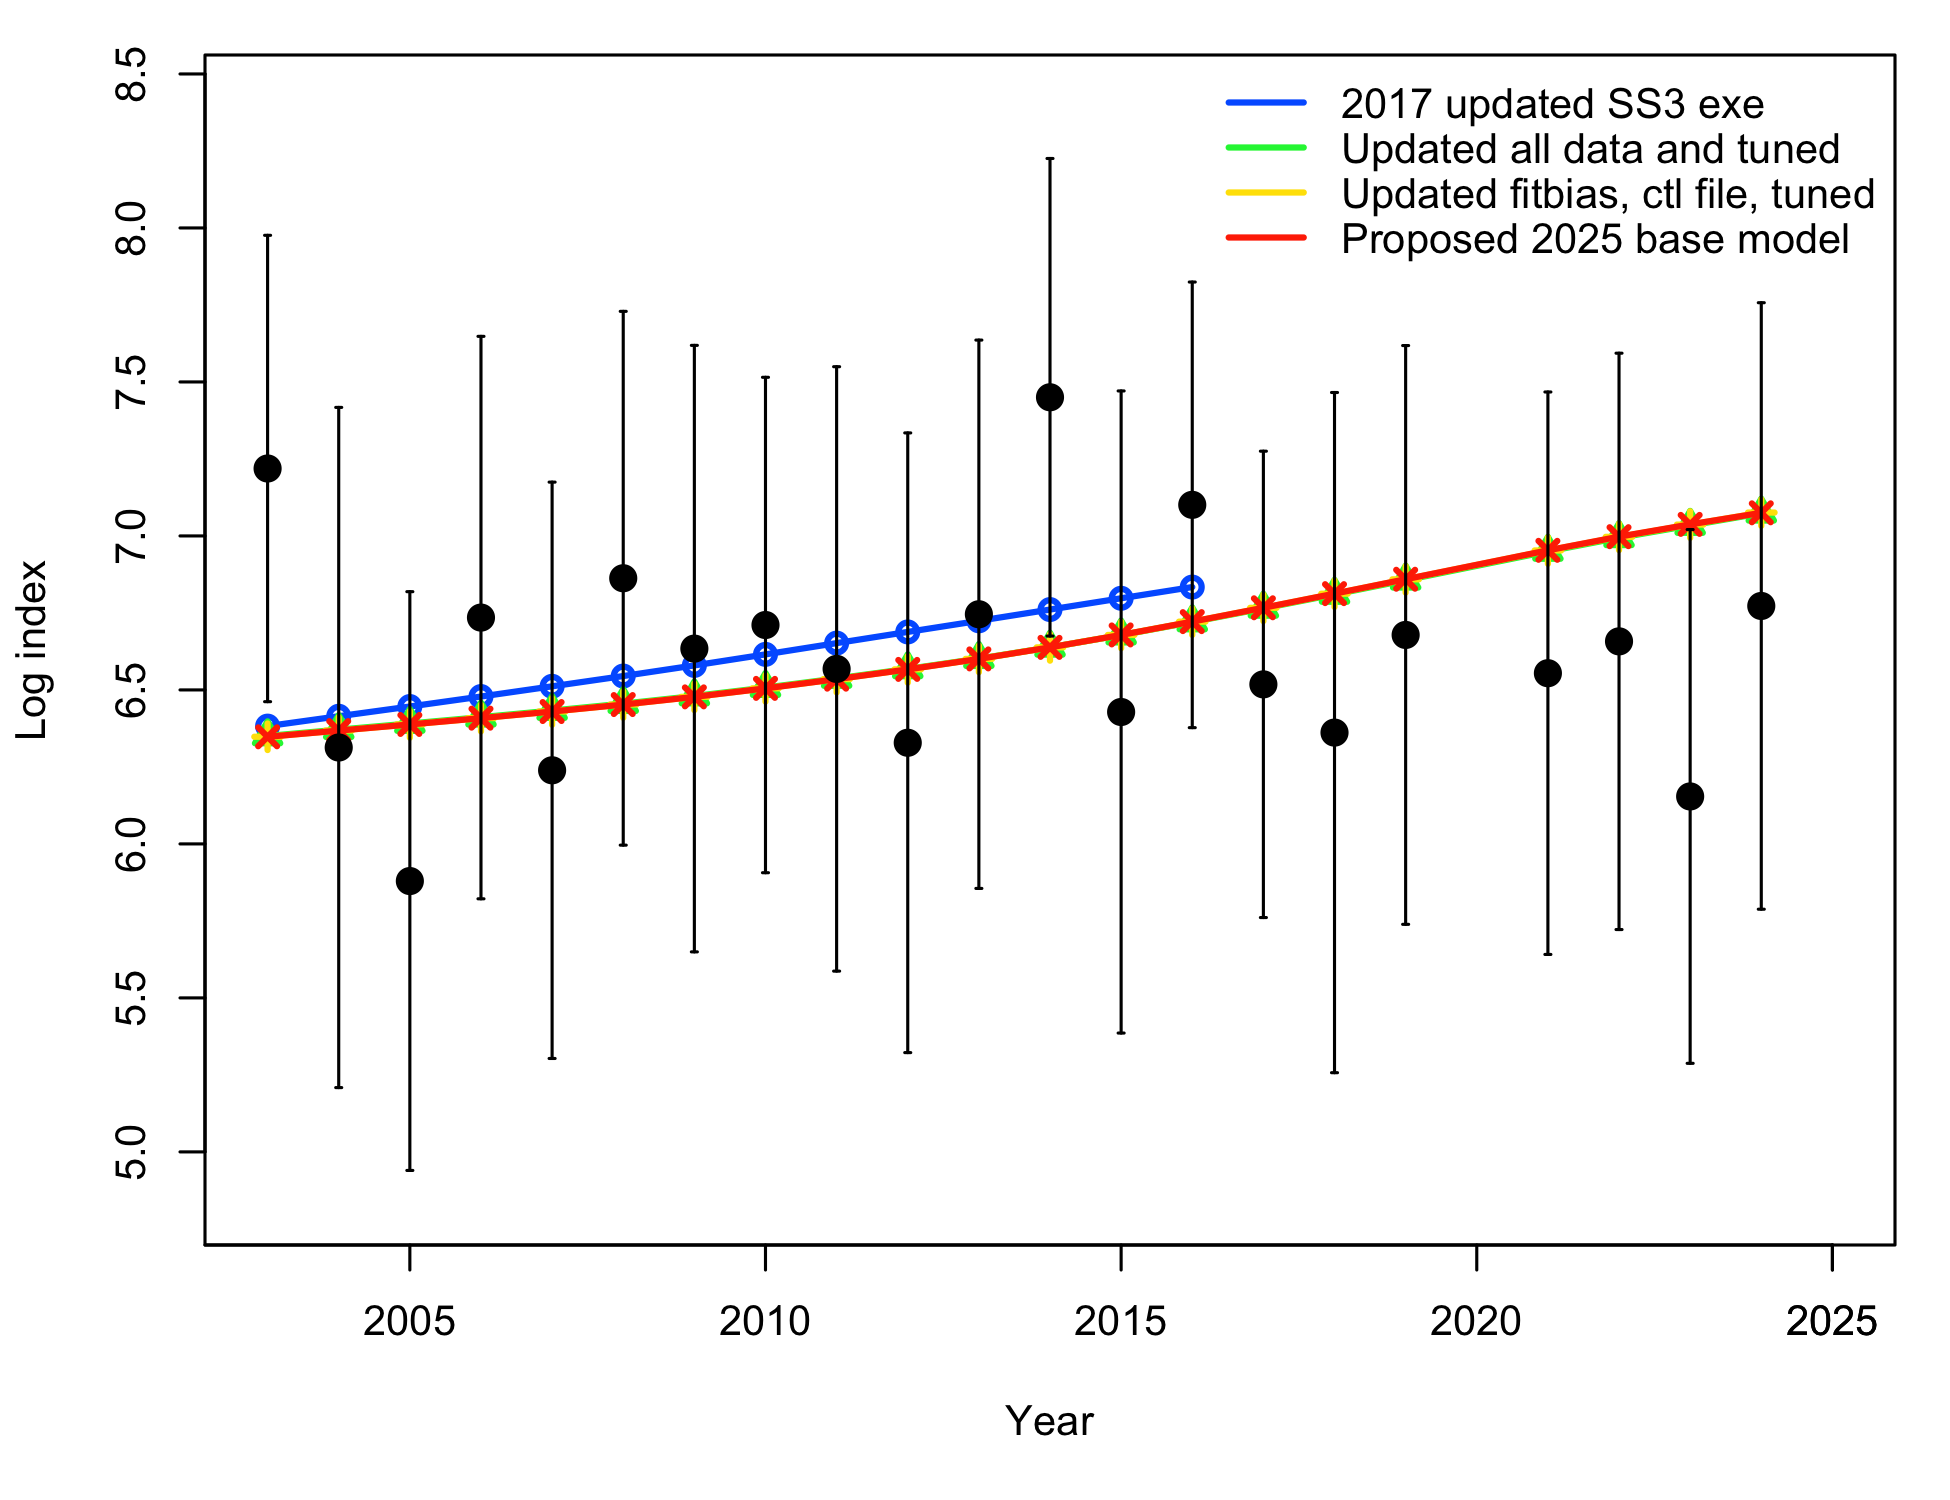 8.5
8.0
7.5
7.0
6.5
6.0
5.5
5.0
Log index
2017 updated SS3 exe
Updated all data and tuned
Updated fitbias, ctl file, tuned
Proposed 2025 base model
2005
2010
2015
2020
2025
Year